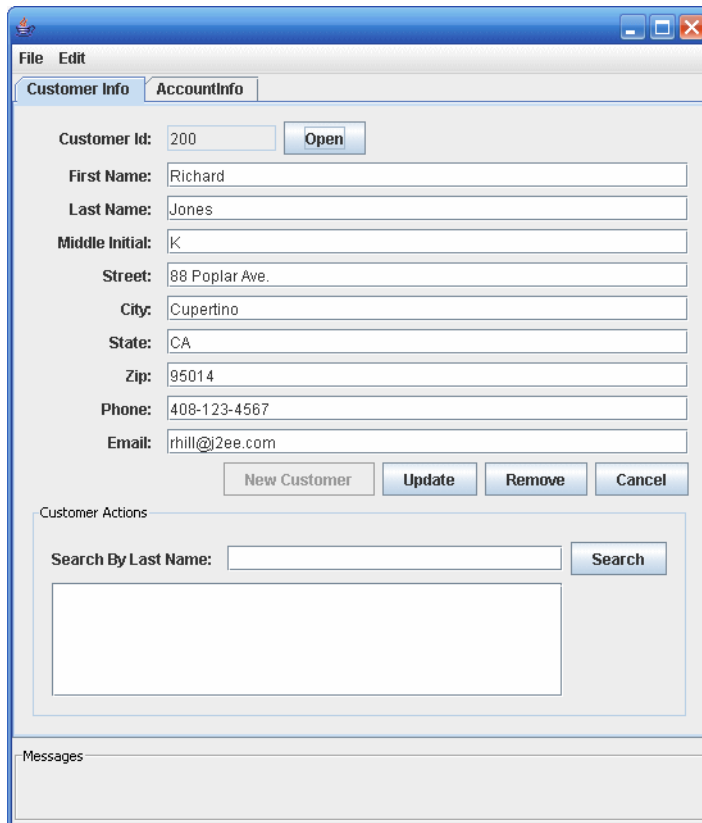 File Edit
Customer Info AccountInfo
Customer Id: 200 Open
First Name: Richard
Last Name: Jones
Middle Initial: K
Street: 88 Poplar Ave.
City: Cupertino
State: CA
Zip: 95014
Phone: 408-123-4567
Email: rhill@j2ee.com
New Customer Update Remove Cancel
Customer Actions
Search By Last Name: Search
Messages